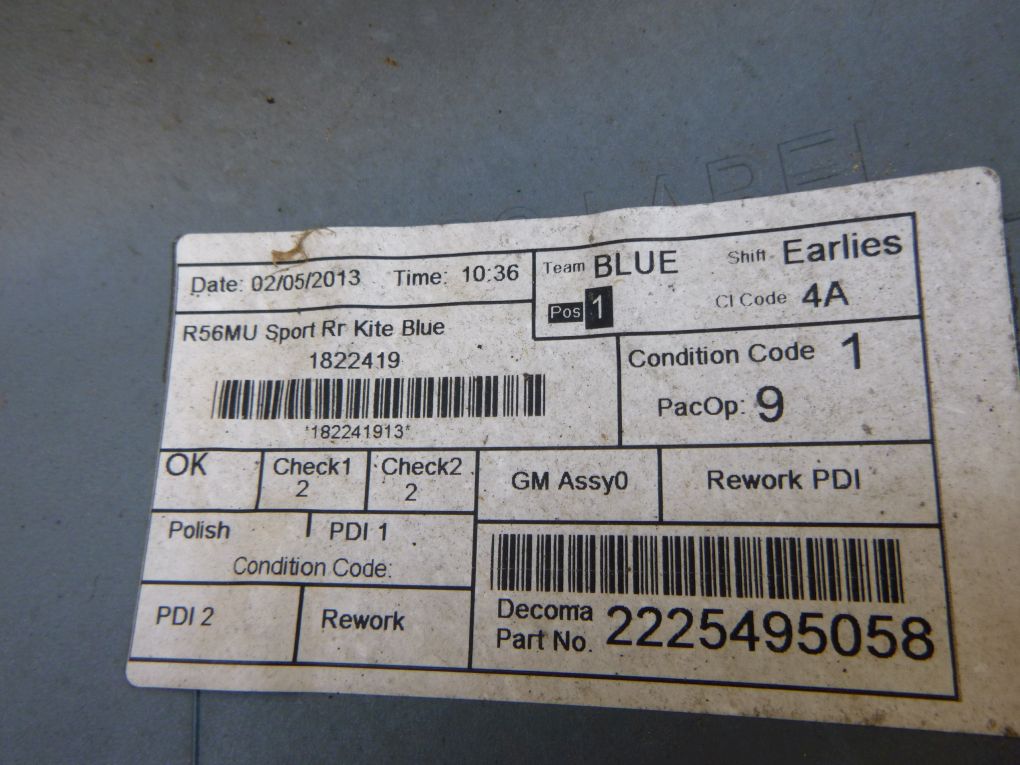 LABEL
Date: 02/05/2013 Time: 10:36
Team BLUE Shift Earlies
Pos 1 CI Code 4A
R56MU Sport Rr Kite Blue
1822419
*182241913*
Condition Code 1
PacOp: 9
OK Check1 Check2
2 2
GM Assy0 Rework PDI
Polish PDI 1
Condition Code:
PDI 2 Rework
Decoma
Part No. 2225495058